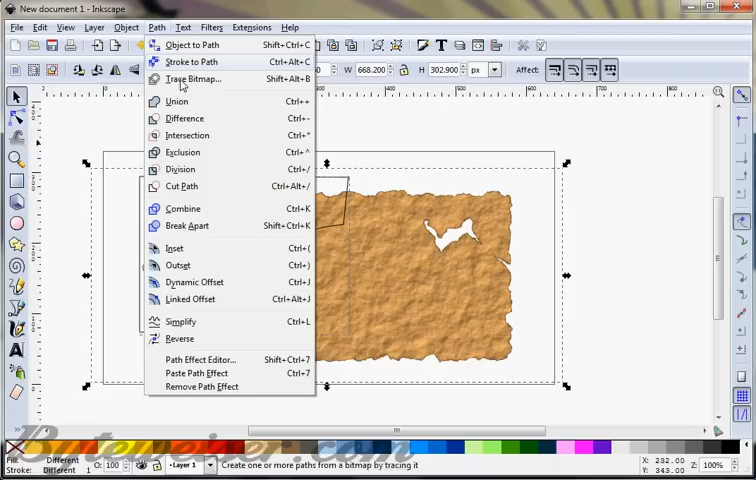 New document 1 - Inkscape
File Edit View Layer Object Path Text Filters Extensions Help
W 668.200 H 302.900 px Affect:
Object to Path Shift+Ctrl+C
Stroke to Path Ctrl+Alt+C
Trace Bitmap... Shift+Alt+B
Union Ctrl++
Difference Ctrl+-
Intersection Ctrl+*
Exclusion Ctrl+^
Division Ctrl+/
Cut Path Ctrl+Alt+/
Combine Ctrl+K
Break Apart Shift+Ctrl+K
Inset Ctrl+(
Outset Ctrl+)
Dynamic Offset Ctrl+J
Linked Offset Ctrl+Alt+J
Simplify Ctrl+L
Reverse
Path Effect Editor... Shift+Ctrl+7
Paste Path Effect Ctrl+7
Remove Path Effect
Fill: Different
Stroke: Different 1 O: 100 Layer 1 Create one or more paths from a bitmap by tracing it X: 232.00 Y: 343.00 Z: 100%